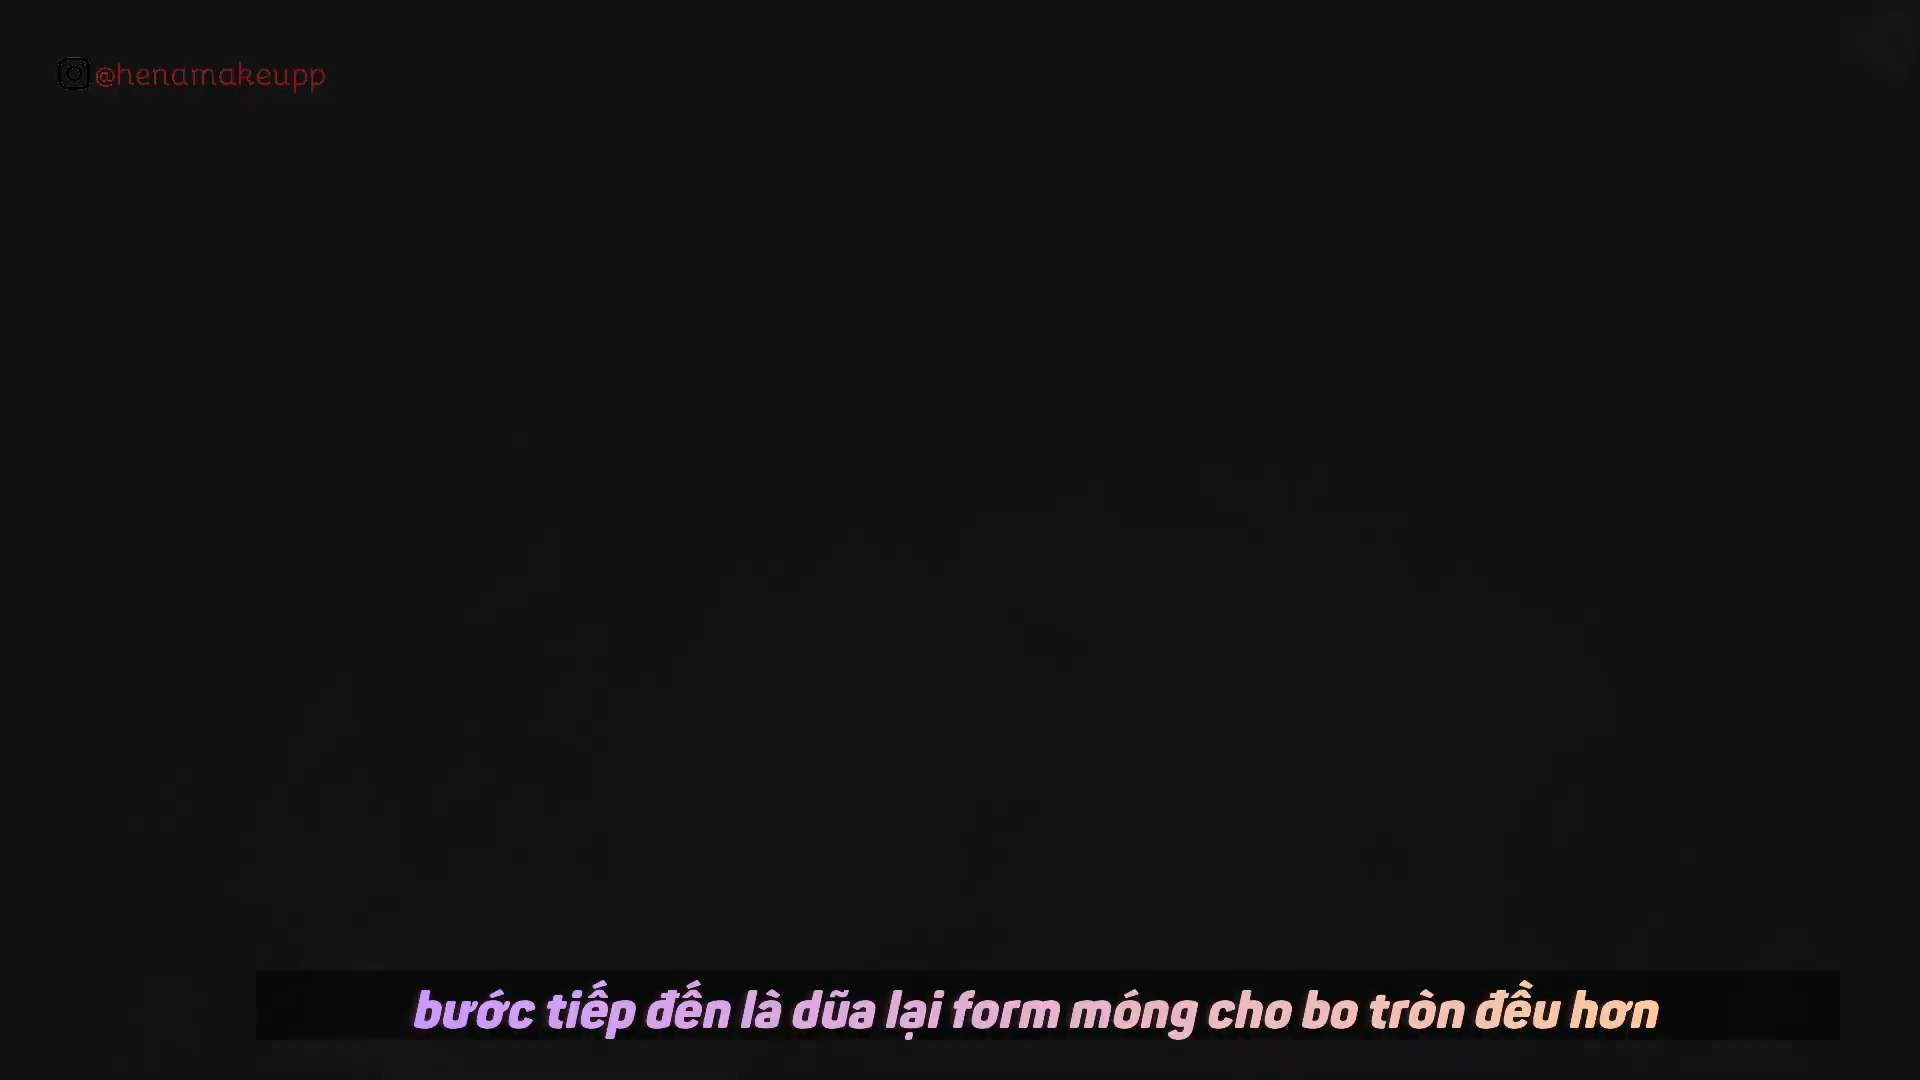 @henamakeupp
bước tiếp đến là dũa lại form móng cho bo tròn đều hơn